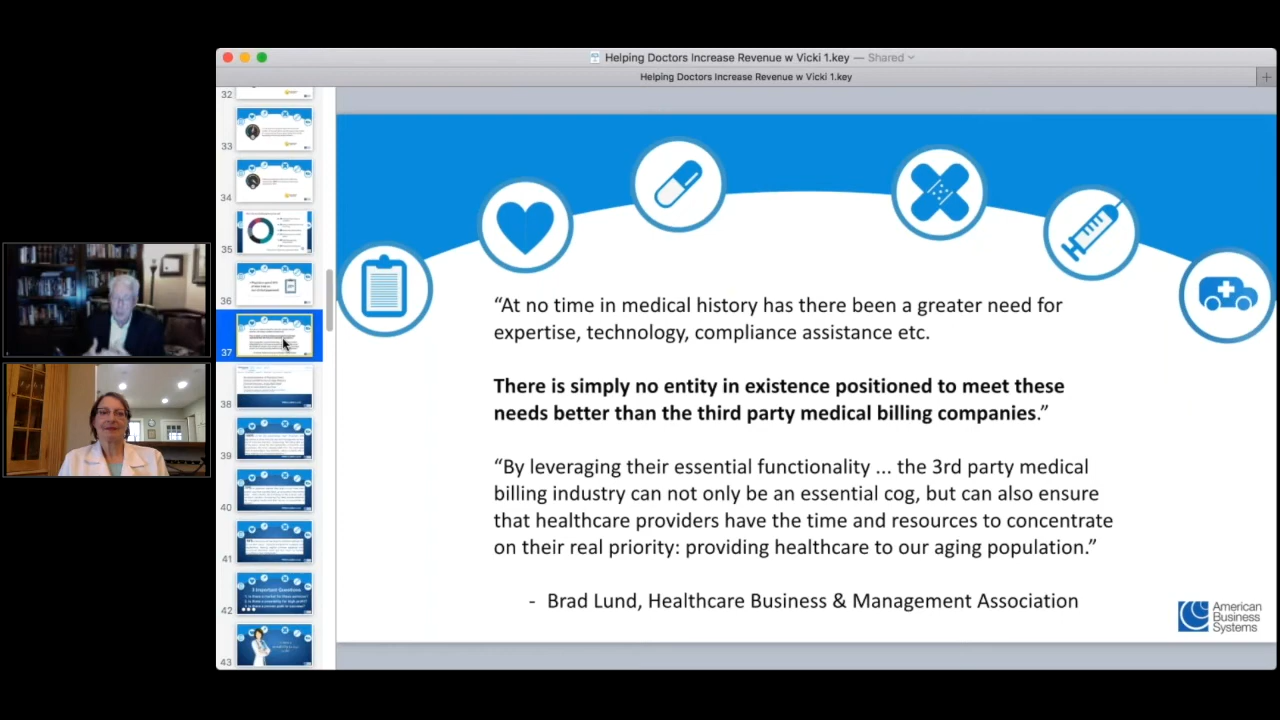 Helping Doctors Increase Revenue w Vicki 1.key — Shared
Helping Doctors Increase Revenue w Vicki 1.key
32
33
34
35
36
37
38
39
40
41
42
43
3 Important Questions
“At no time in medical history has there been a greater need for
expertise, technology, compliance assistance etc.
There is simply no entity in existence positioned to meet these
needs better than the third party medical billing companies.”
“By leveraging their essential functionality ... the 3rd party medical
billing industry can not only be an essential cog, but can also ensure
that healthcare providers have the time and resources to concentrate
on their real priority: providing healthcare to our aging population.”
- Brad Lund, Healthcare Business & Management Association
American
Business
Systems